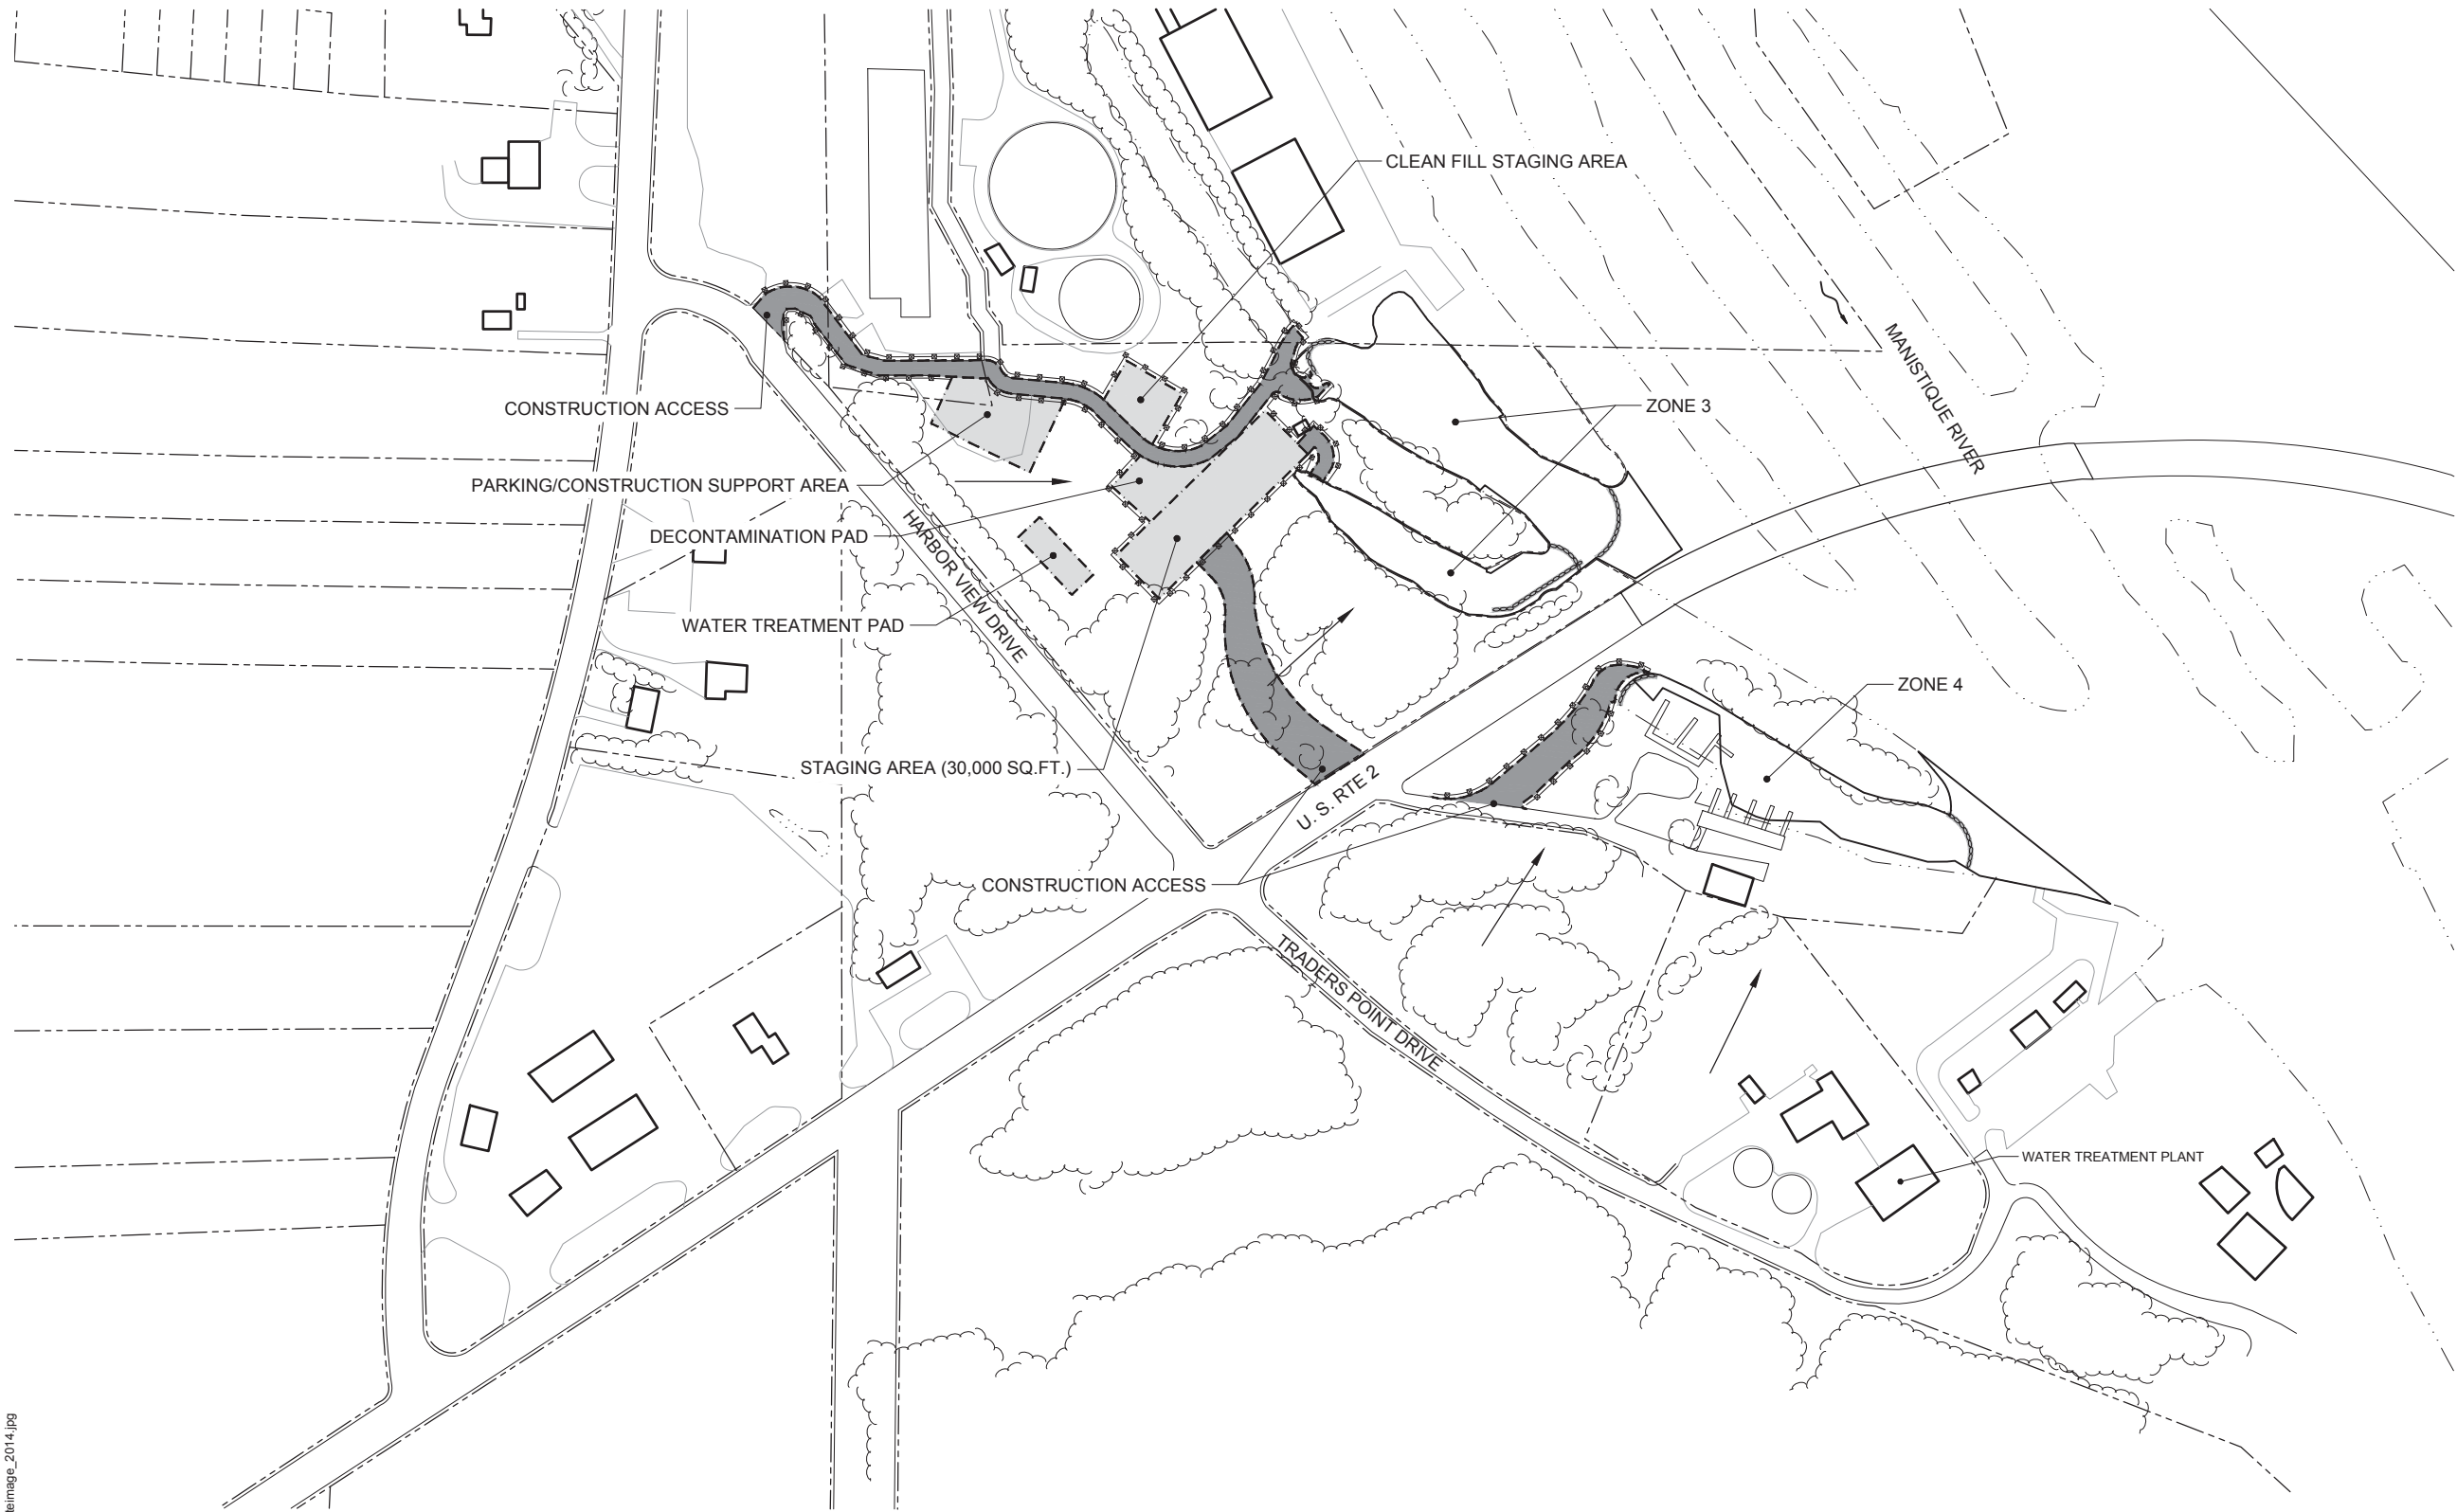 CLEAN FILL STAGING AREA
MANISTIQUE RIVER
CONSTRUCTION ACCESS
ZONE 3
PARKING/CONSTRUCTION SUPPORT AREA
HARBOR VIEW DRIVE
DECONTAMINATION PAD
WATER TREATMENT PAD
ZONE 4
STAGING AREA (30,000 SQ.FT.)
U. S. RTE 2
CONSTRUCTION ACCESS
TRADERS POINT DRIVE
WATER TREATMENT PLANT
teimage_2014.jpg